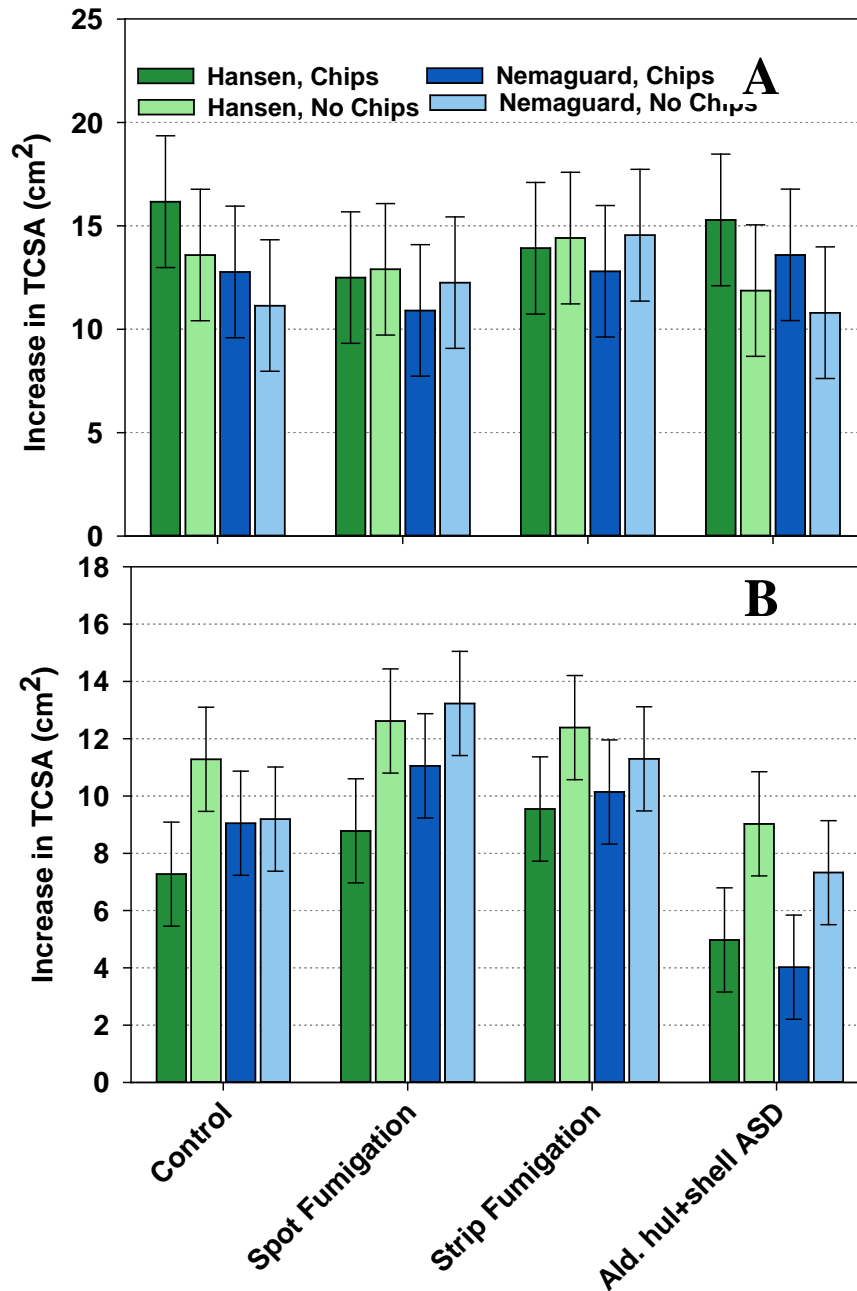 25
20
15
10
5
0
Increase in TCSA (cm²)
Hansen, Chips
Hansen, No Chips
Nemaguard, Chips
Nemaguard, No Chips
A
18
16
14
12
10
8
6
4
2
0
Increase in TCSA (cm²)
B
Control
Spot Fumigation
Strip Fumigation
Ald. hul+shell ASD